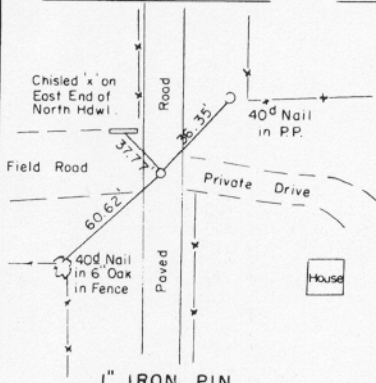 Chisled 'x' on
East End of
North Hdwl.
Road
36.35'
40d Nail
in P.P.
37.77'
Field Road
Private Drive
60.62'
40d Nail
in 6" Oak
in Fence
Paved
House
1" IRON PIN